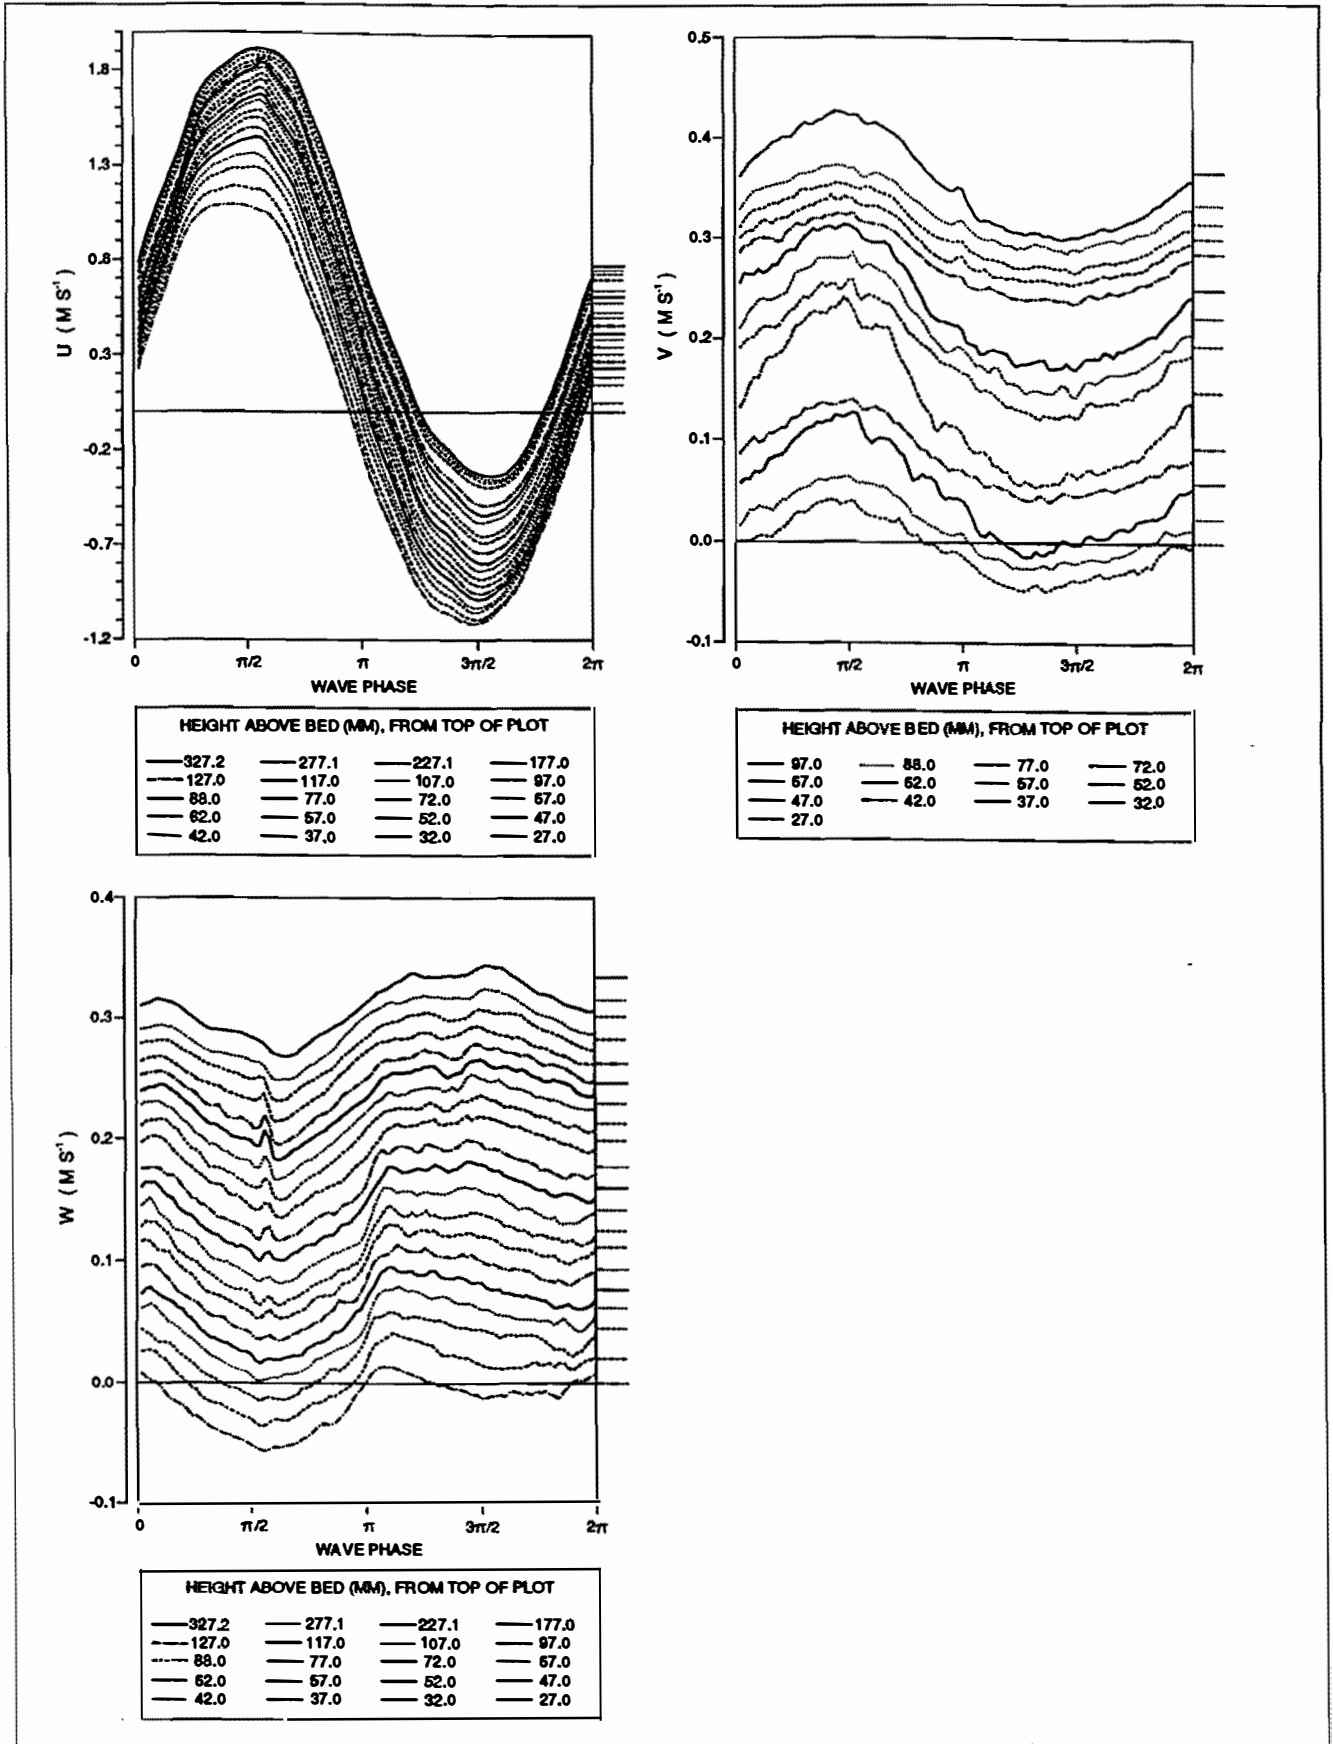 1.8
1.3
0.8
0.3
-0.2
-0.7
-1.2
U ( M S⁻¹ )
0 π/2 π 3π/2 2π
WAVE PHASE
HEIGHT ABOVE BED (MM), FROM TOP OF PLOT
327.2 277.1 227.1 177.0
127.0 117.0 107.0 97.0
88.0 77.0 72.0 67.0
62.0 57.0 52.0 47.0
42.0 37.0 32.0 27.0
0.5
0.4
0.3
0.2
0.1
0.0
-0.1
V ( M S⁻¹ )
0 π/2 π 3π/2 2π
WAVE PHASE
HEIGHT ABOVE BED (MM), FROM TOP OF PLOT
97.0 88.0 77.0 72.0
67.0 62.0 57.0 52.0
47.0 42.0 37.0 32.0
27.0
0.4
0.3
0.2
0.1
0.0
-0.1
W ( M S⁻¹ )
0 π/2 π 3π/2 2π
WAVE PHASE
HEIGHT ABOVE BED (MM), FROM TOP OF PLOT
327.2 277.1 227.1 177.0
127.0 117.0 107.0 97.0
88.0 77.0 72.0 67.0
62.0 57.0 52.0 47.0
42.0 37.0 32.0 27.0